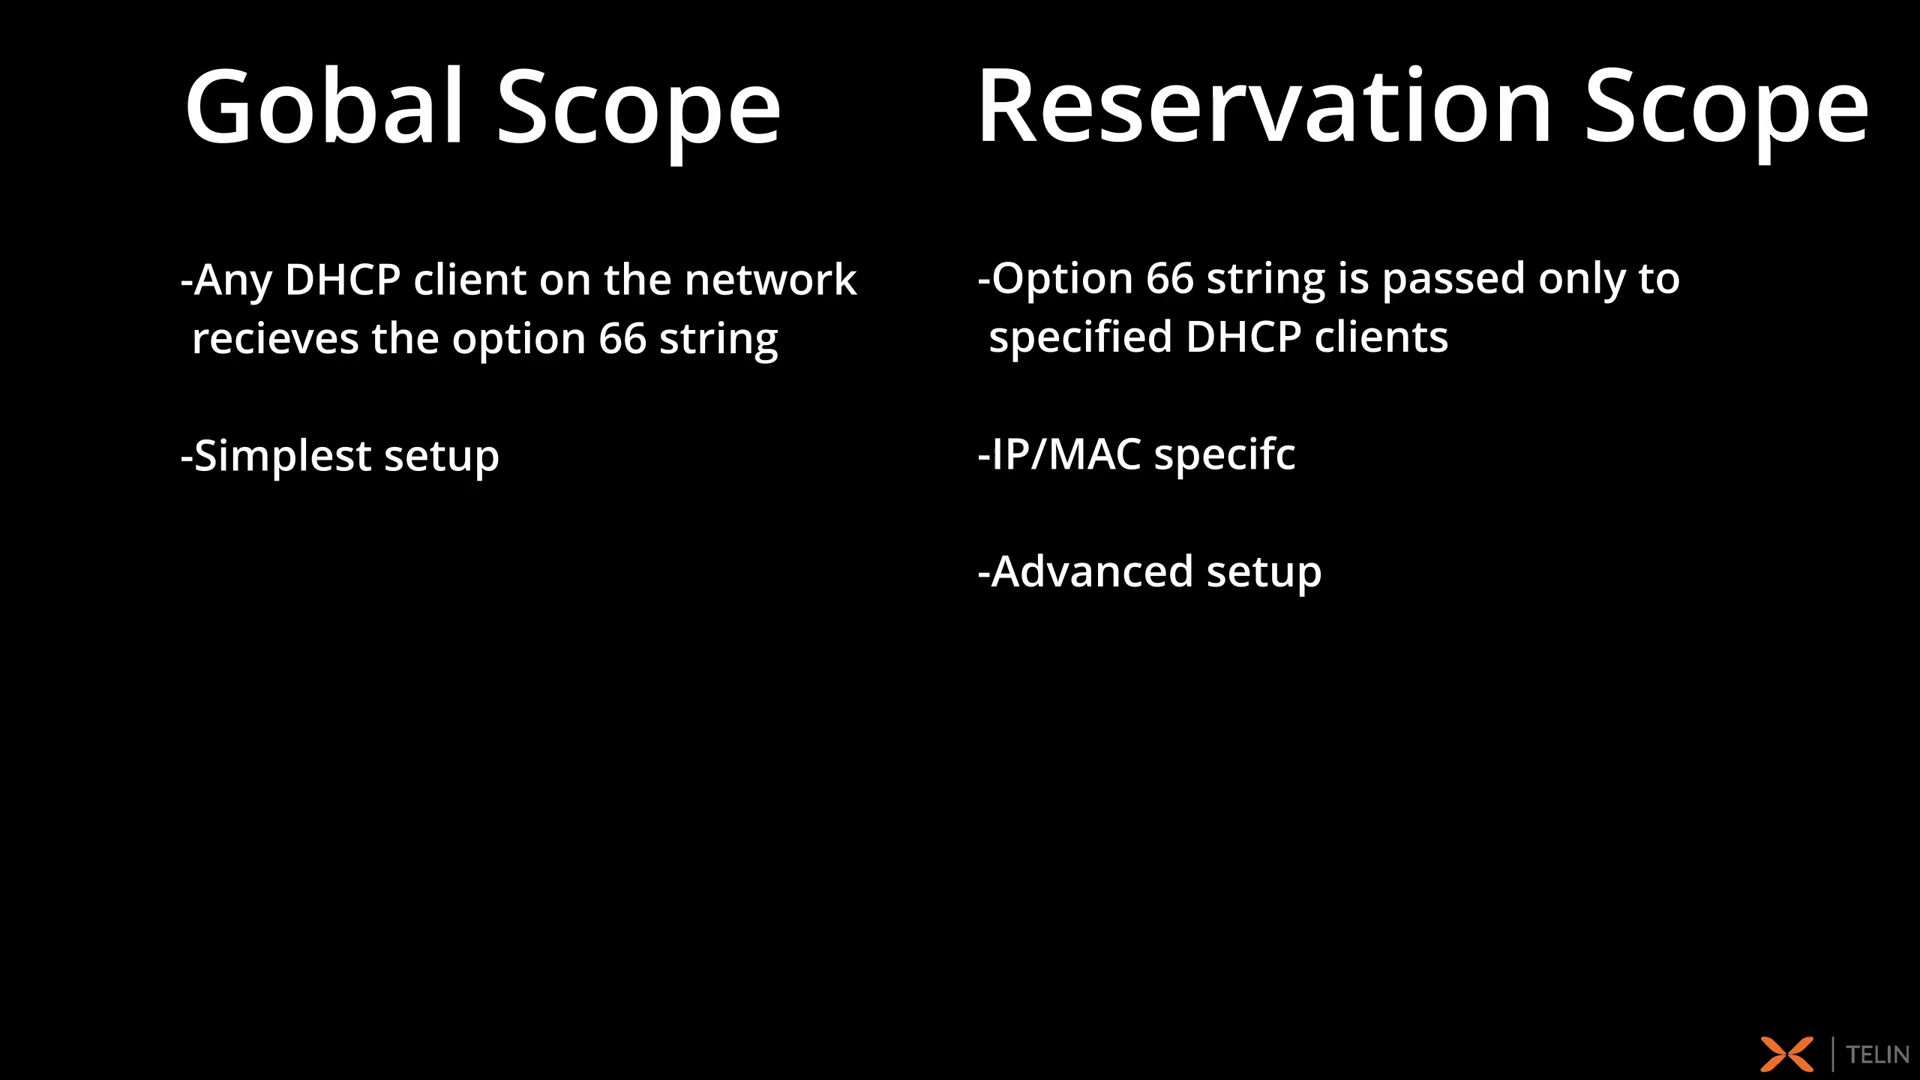 Gobal Scope
-Any DHCP client on the network
recieves the option 66 string
-Simplest setup
Reservation Scope
-Option 66 string is passed only to
specified DHCP clients
-IP/MAC specifc
-Advanced setup
TELIN